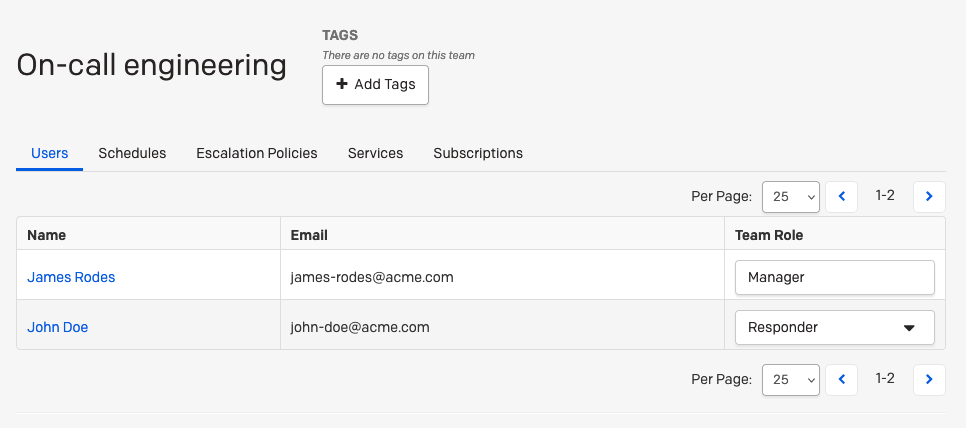 On-call engineering
TAGS
There are no tags on this team
+ Add Tags
Users Schedules Escalation Policies Services Subscriptions
Per Page: 25 1-2
Name Email Team Role
James Rodes james-rodes@acme.com Manager
John Doe john-doe@acme.com Responder
Per Page: 25 1-2